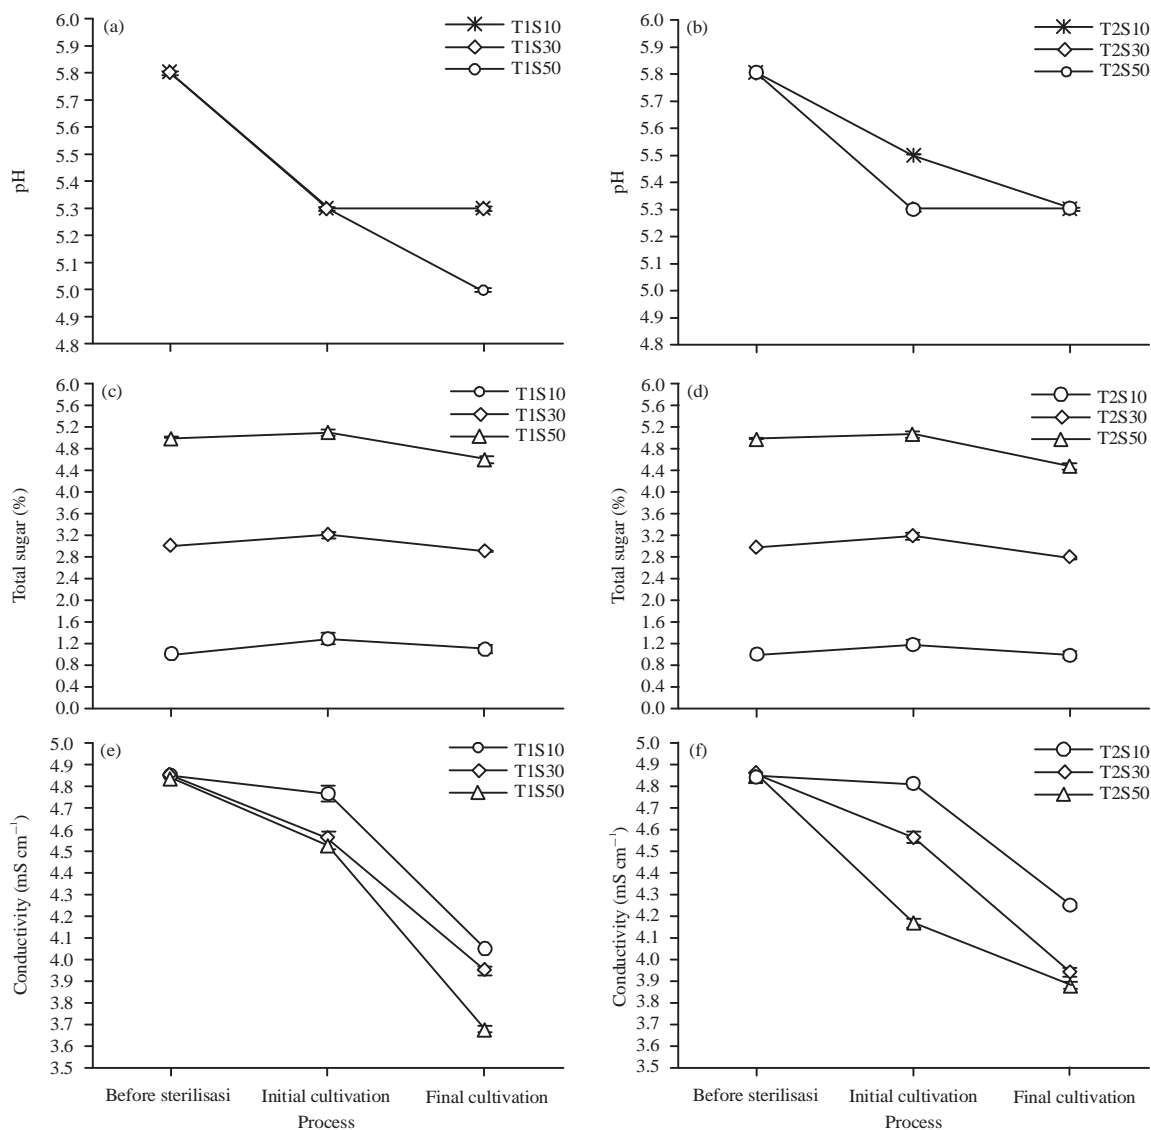 (a)
T1S10
T1S30
T1S50
6.0
5.9
5.8
5.7
5.6
5.5
5.4
5.3
5.2
5.1
5.0
4.9
4.8
pH
(b)
T2S10
T2S30
T2S50
6.0
5.9
5.8
5.7
5.6
5.5
5.4
5.3
5.2
5.1
5.0
4.9
4.8
pH
(c)
T1S10
T1S30
T1S50
6.0
5.6
5.2
4.8
4.4
4.0
3.6
3.2
2.8
2.4
2.0
1.6
1.2
0.8
0.4
0.0
Total sugar (%)
(d)
T2S10
T2S30
T2S50
6.0
5.6
5.2
4.8
4.4
4.0
3.6
3.2
2.8
2.4
2.0
1.6
1.2
0.8
0.4
0.0
Total sugar (%)
(e)
T1S10
T1S30
T1S50
5.0
4.9
4.8
4.7
4.6
4.5
4.4
4.3
4.2
4.1
4.0
3.9
3.8
3.7
3.6
3.5
Conductivity (mS cm⁻¹)
Before sterilisasi
Initial cultivation
Final cultivation
Process
(f)
T2S10
T2S30
T2S50
5.0
4.9
4.8
4.7
4.6
4.5
4.4
4.3
4.2
4.1
4.0
3.9
3.8
3.7
3.6
3.5
Conductivity (mS cm⁻¹)
Before sterilisasi
Initial cultivation
Final cultivation
Process